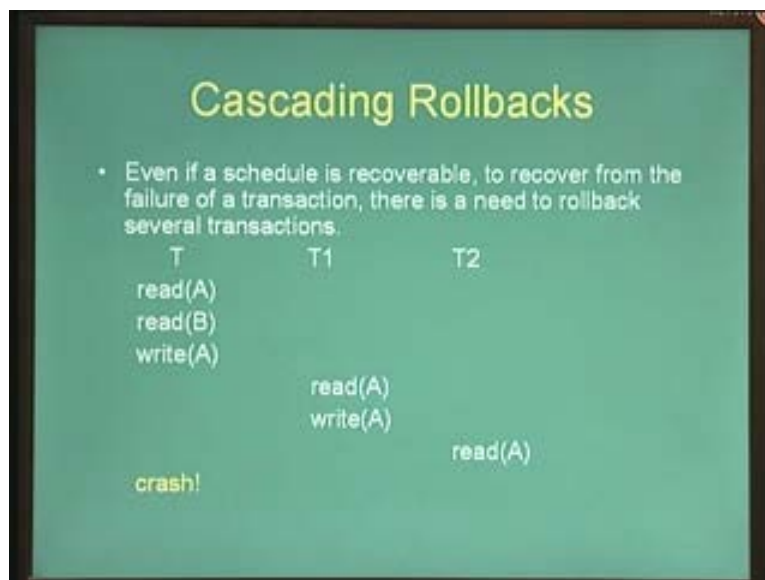 Cascading Rollbacks
• Even if a schedule is recoverable, to recover from the
failure of a transaction, there is a need to rollback
several transactions.
T T1 T2
read(A)
read(B)
write(A)
read(A)
write(A)
read(A)
crash!